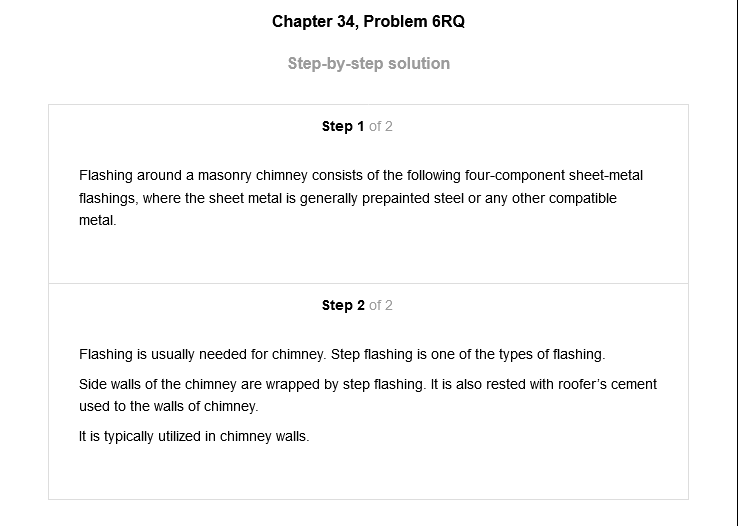 Chapter 34, Problem 6RQ
Step-by-step solution
Step 1 of 2
Flashing around a masonry chimney consists of the following four-component sheet-metal
flashings, where the sheet metal is generally prepainted steel or any other compatible
metal.
Step 2 of 2
Flashing is usually needed for chimney. Step flashing is one of the types of flashing.
Side walls of the chimney are wrapped by step flashing. It is also rested with roofer's cement
used to the walls of chimney.
It is typically utilized in chimney walls.